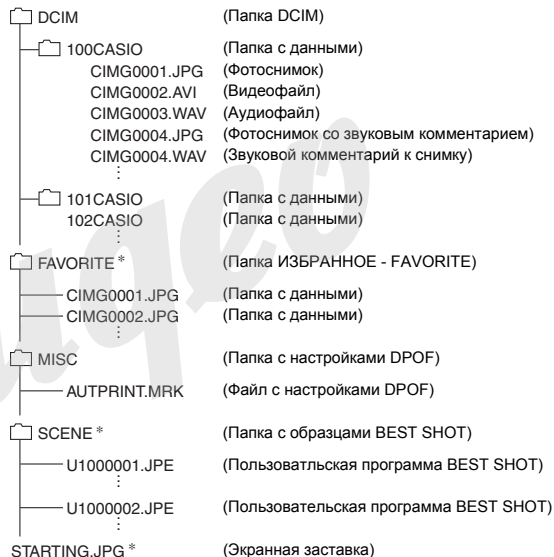 DCIM (Папка DCIM)
100CASIO (Папка с данными)
CIMG0001.JPG (Фотоснимок)
CIMG0002.AVI (Видеофайл)
CIMG0003.WAV (Аудиофайл)
CIMG0004.JPG (Фотоснимок со звуковым комментарием)
CIMG0004.WAV (Звуковой комментарий к снимку)
101CASIO (Папка с данными)
102CASIO (Папка с данными)
FAVORITE * (Папка ИЗБРАННОЕ - FAVORITE)
CIMG0001.JPG (Папка с данными)
CIMG0002.JPG (Папка с данными)
MISC (Папка с настройками DPOF)
AUTPRINT.MRK (Файл с настройками DPOF)
SCENE * (Папка с образцами BEST SHOT)
U1000001.JPE (Пользоватльская программа BEST SHOT)
U1000002.JPE (Пользовательская программа BEST SHOT)
STARTING.JPG * (Экранная заставка)